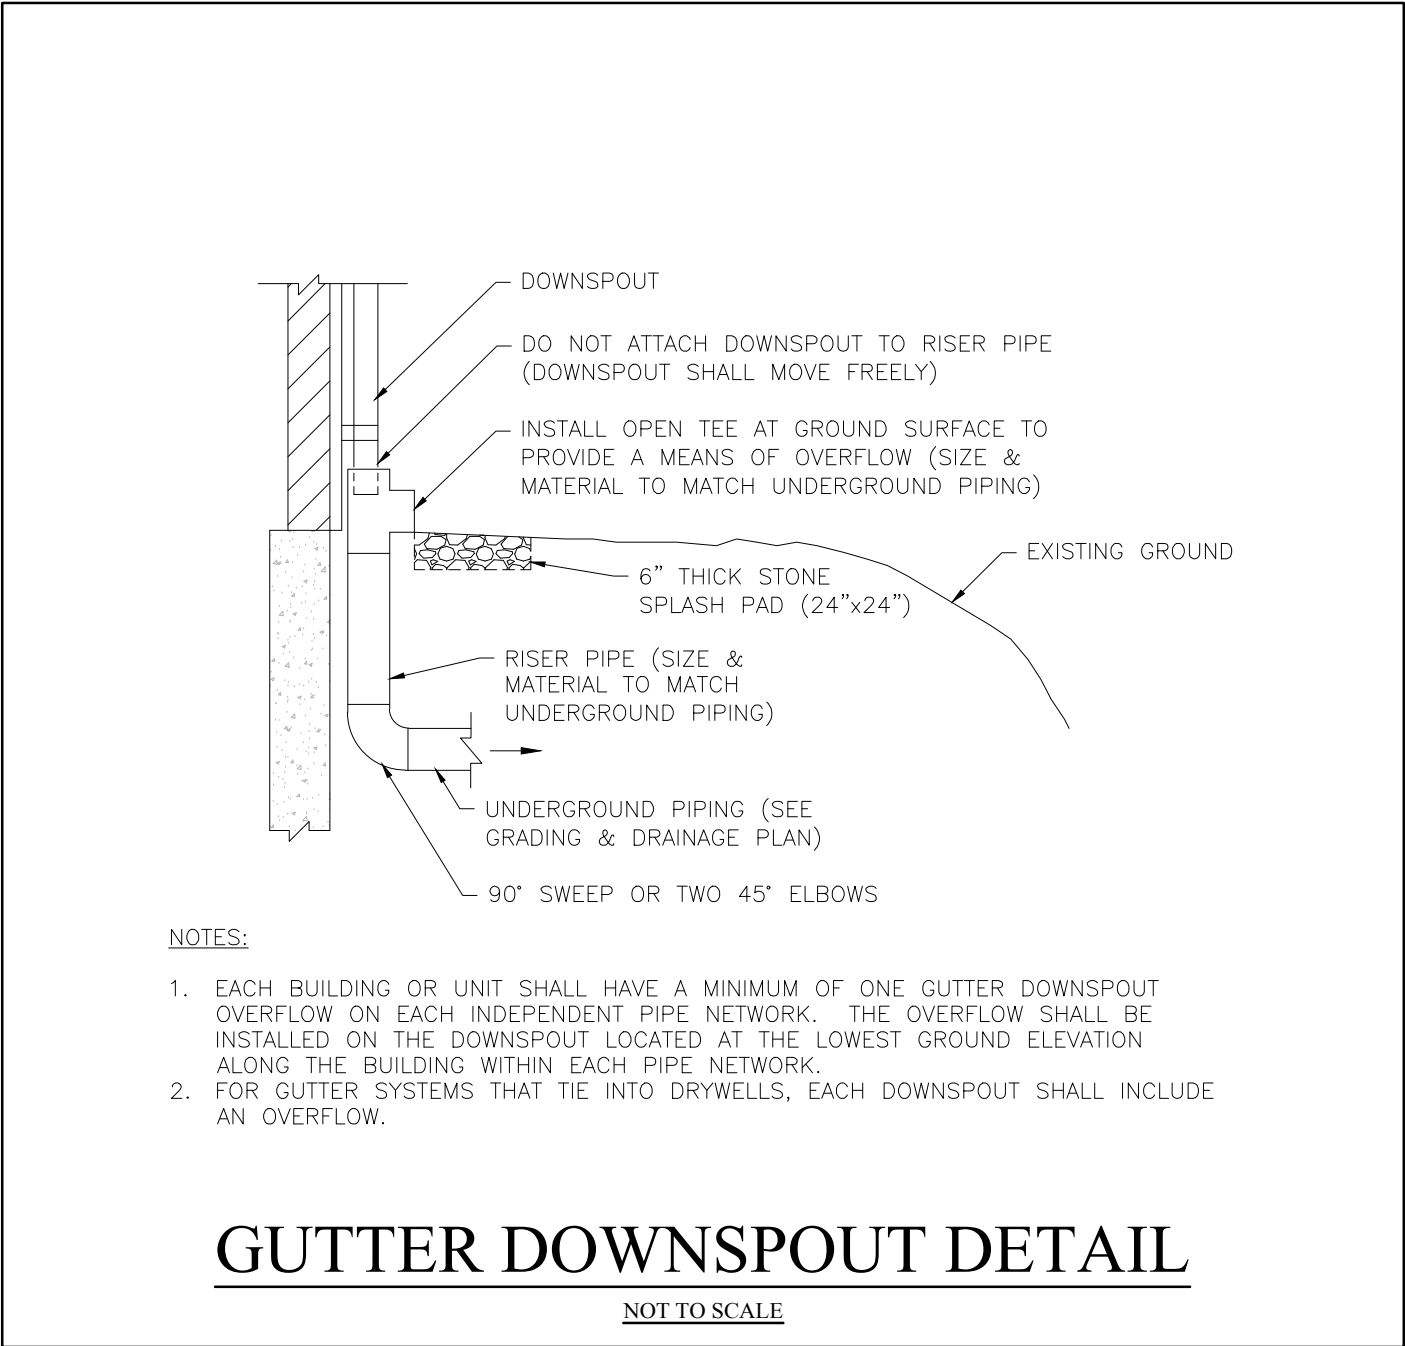 DOWNSPOUT
DO NOT ATTACH DOWNSPOUT TO RISER PIPE
(DOWNSPOUT SHALL MOVE FREELY)
INSTALL OPEN TEE AT GROUND SURFACE TO
PROVIDE A MEANS OF OVERFLOW (SIZE &
MATERIAL TO MATCH UNDERGROUND PIPING)
EXISTING GROUND
6” THICK STONE
SPLASH PAD (24”x24”)
RISER PIPE (SIZE &
MATERIAL TO MATCH
UNDERGROUND PIPING)
UNDERGROUND PIPING (SEE
GRADING & DRAINAGE PLAN)
90° SWEEP OR TWO 45° ELBOWS
NOTES:
1. EACH BUILDING OR UNIT SHALL HAVE A MINIMUM OF ONE GUTTER DOWNSPOUT
OVERFLOW ON EACH INDEPENDENT PIPE NETWORK. THE OVERFLOW SHALL BE
INSTALLED ON THE DOWNSPOUT LOCATED AT THE LOWEST GROUND ELEVATION
ALONG THE BUILDING WITHIN EACH PIPE NETWORK.
2. FOR GUTTER SYSTEMS THAT TIE INTO DRYWELLS, EACH DOWNSPOUT SHALL INCLUDE
AN OVERFLOW.
GUTTER DOWNSPOUT DETAIL
NOT TO SCALE